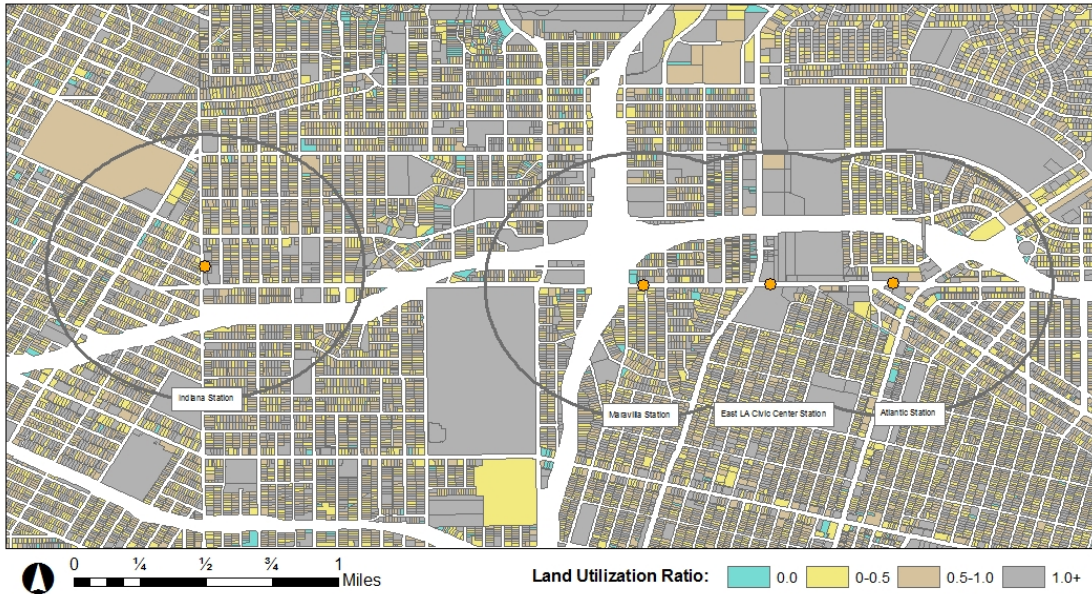 Indiana Station
Maravilla Station
East LA Civic Center Station
Atlantic Station
0 ¼ ½ ¾ 1
Miles
Land Utilization Ratio: 0.0 0-0.5 0.5-1.0 1.0+